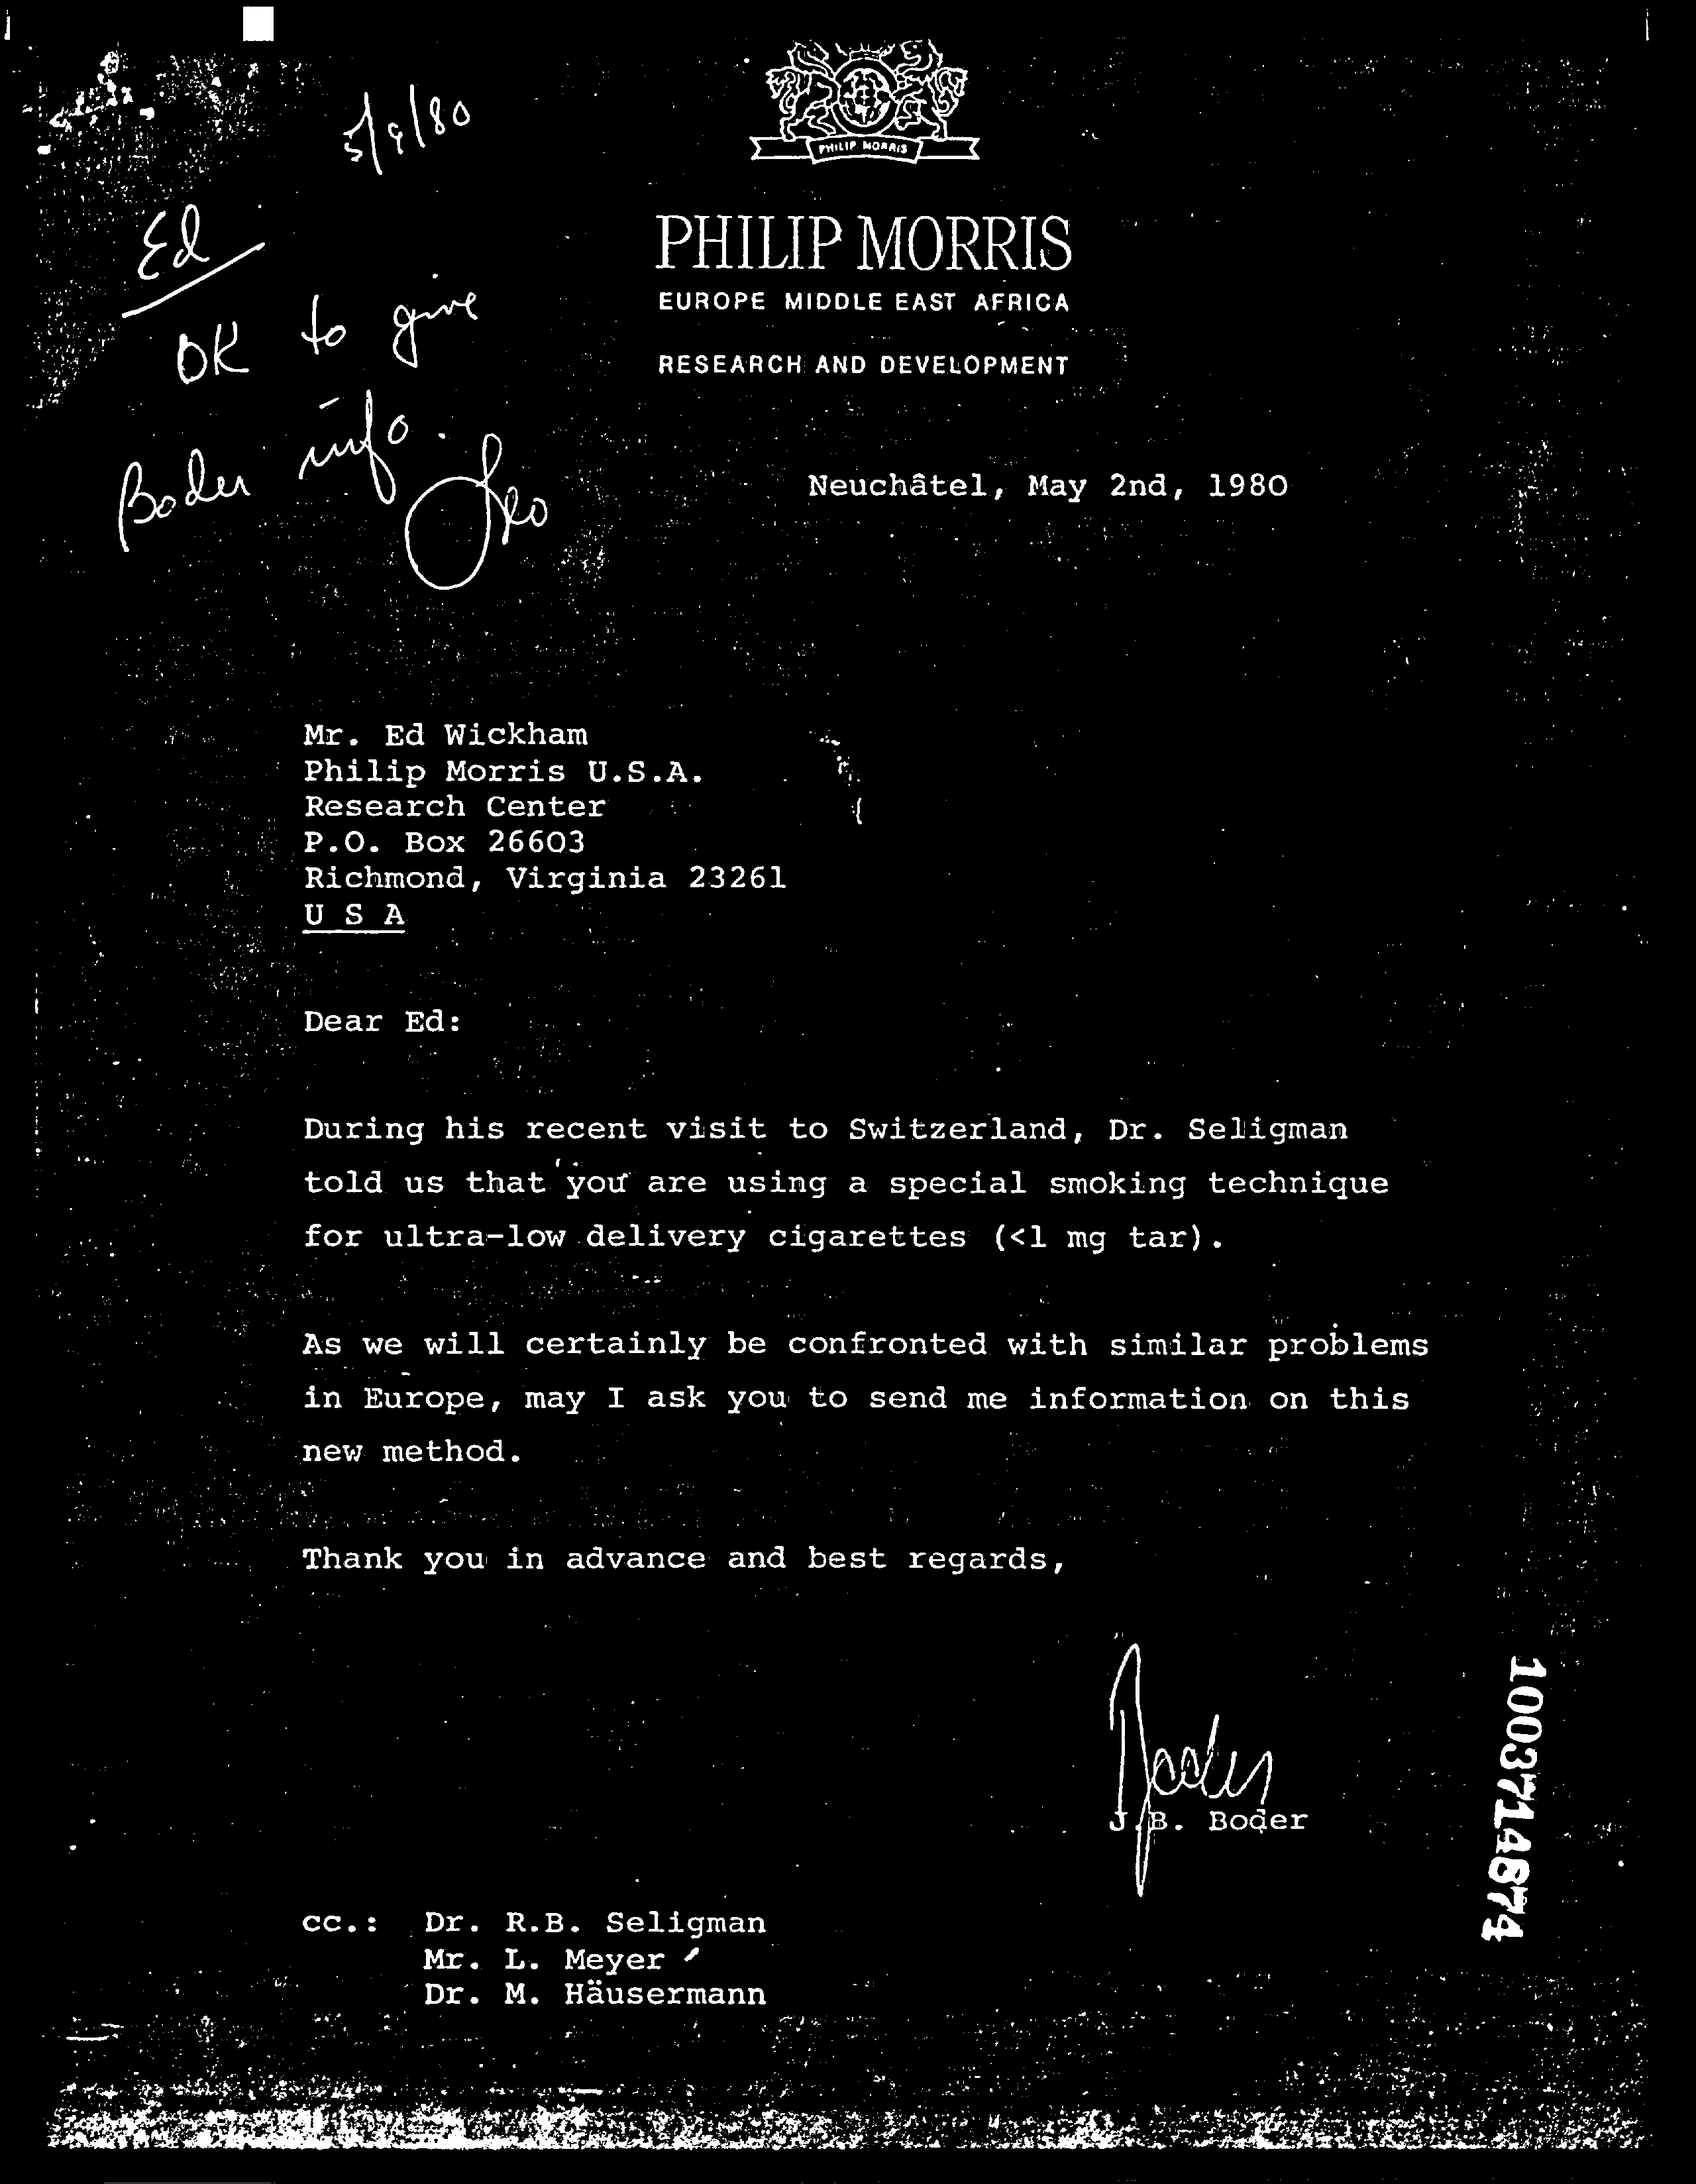 5/9/80
PHILIP MORRIS
Ed
OK to give
Boder info.
Leo
PHILIP MORRIS
EUROPE MIDDLE EAST AFRICA
RESEARCH AND DEVELOPMENT
Neuchâtel, May 2nd, 1980
Mr. Ed Wickham
Philip Morris U.S.A.
Research Center
P.O. Box 26603
Richmond, Virginia 23261
U S A
Dear Ed:
During his recent visit to Switzerland, Dr. Seligman
told us that you are using a special smoking technique
for ultra-low delivery cigarettes (<1 mg tar).
As we will certainly be confronted with similar problems
in Europe, may I ask you to send me information on this
new method.
Thank you in advance and best regards,
Boder
J.B. Boder
cc.: Dr. R.B. Seligman
Mr. L. Meyer
Dr. M. Häusermann
1003714874